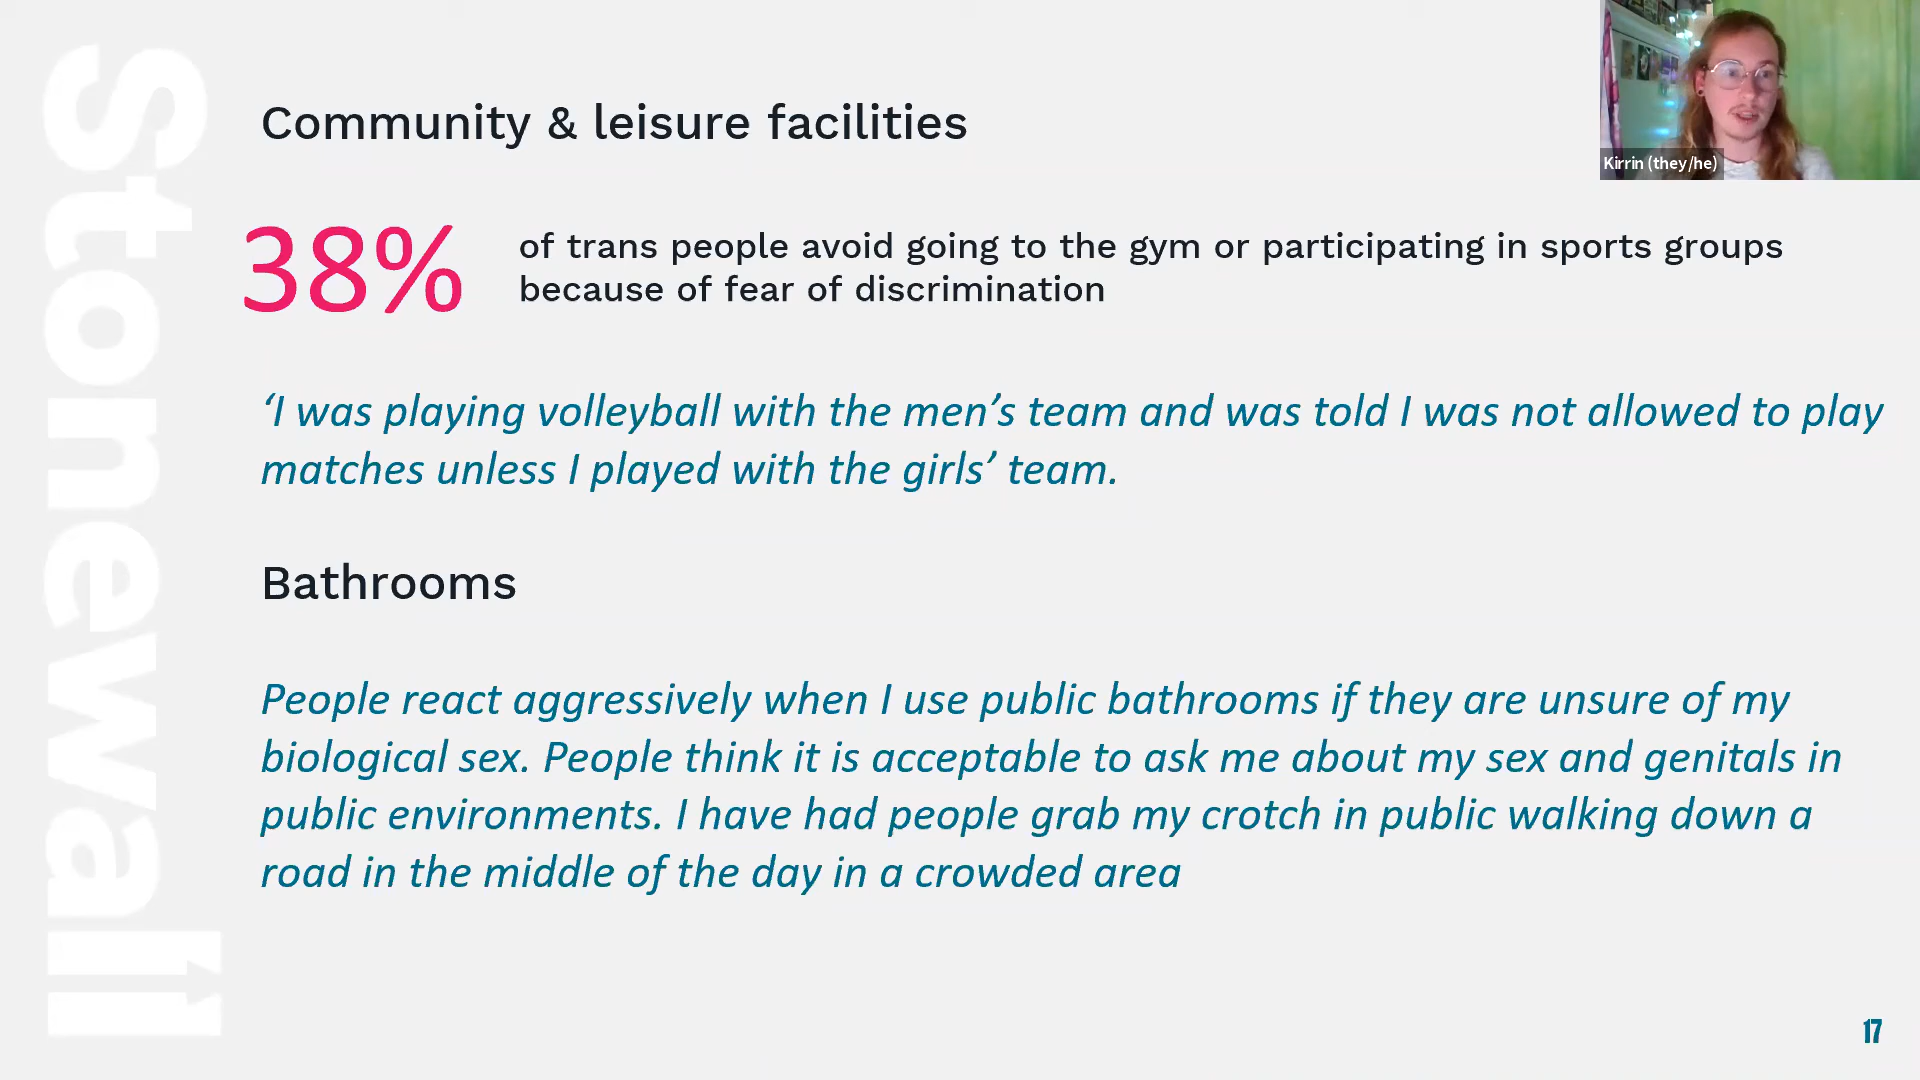 Stonewall
Community & leisure facilities
Kirrin (they/he)
38%
of trans people avoid going to the gym or participating in sports groups
because of fear of discrimination
‘I was playing volleyball with the men’s team and was told I was not allowed to play
matches unless I played with the girls’ team.
Bathrooms
People react aggressively when I use public bathrooms if they are unsure of my
biological sex. People think it is acceptable to ask me about my sex and genitals in
public environments. I have had people grab my crotch in public walking down a
road in the middle of the day in a crowded area
17